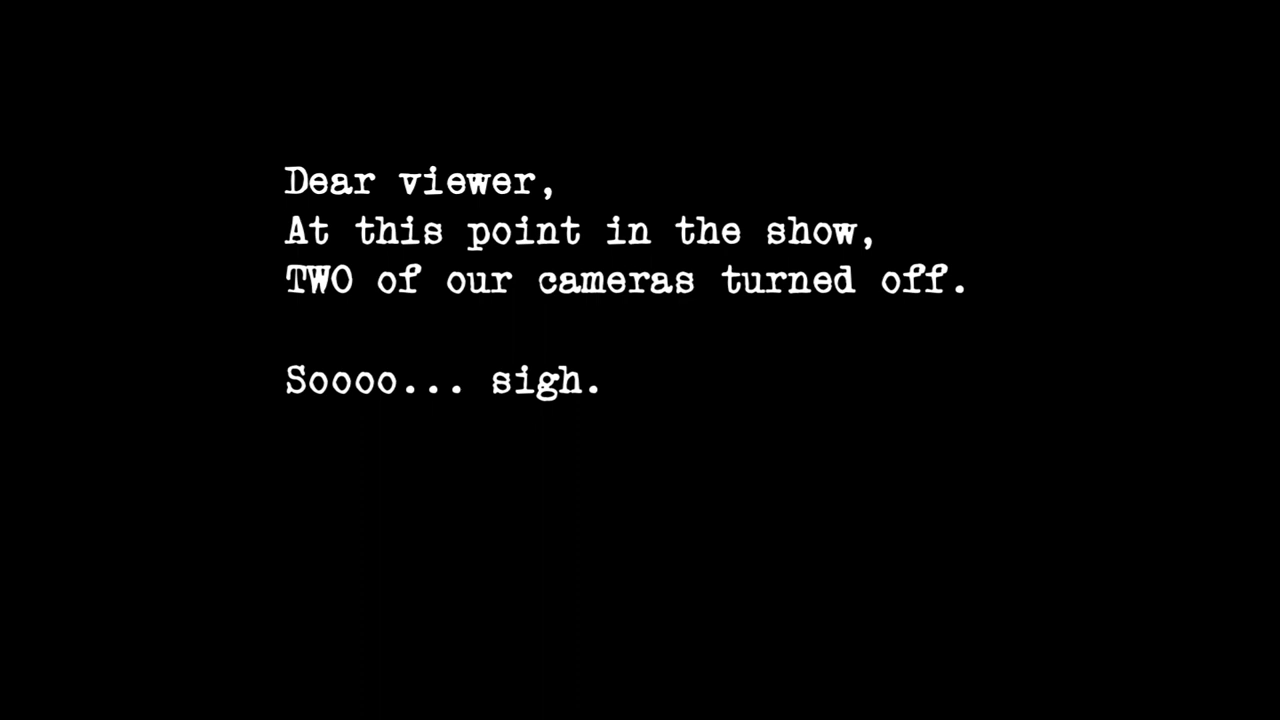 Dear viewer,
At this point in the show,
TWO of our cameras turned off.
Soooo... sigh.